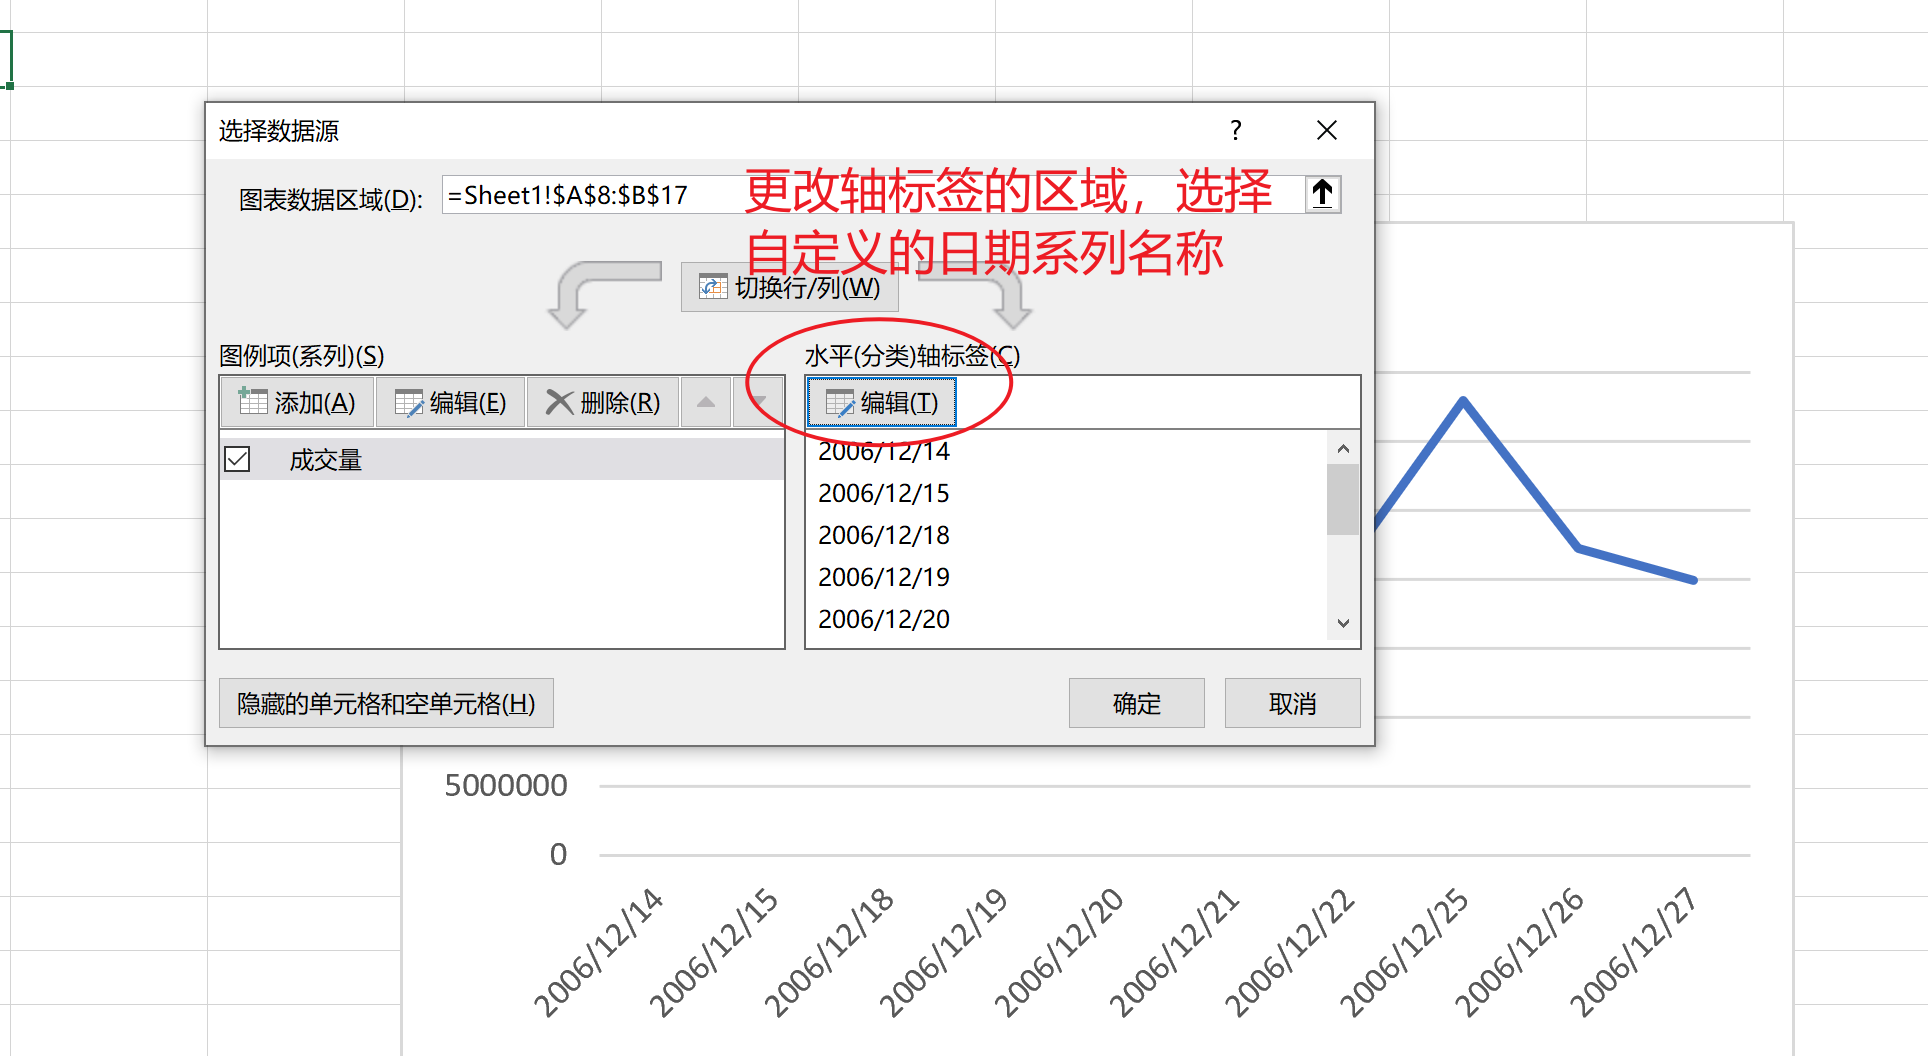 选择数据源
?
图表数据区域(D):
=Sheet1!$A$8:$B$17
更改轴标签的区域，选择
自定义的日期系列名称
切换行/列(W)
图例项(系列)(S)
水平(分类)轴标签(C)
添加(A)
编辑(E)
删除(R)
编辑(T)
成交量
2006/12/14
2006/12/15
2006/12/18
2006/12/19
2006/12/20
隐藏的单元格和空单元格(H)
确定
取消
5000000
0
2006/12/14
2006/12/15
2006/12/18
2006/12/19
2006/12/20
2006/12/21
2006/12/22
2006/12/25
2006/12/26
2006/12/27